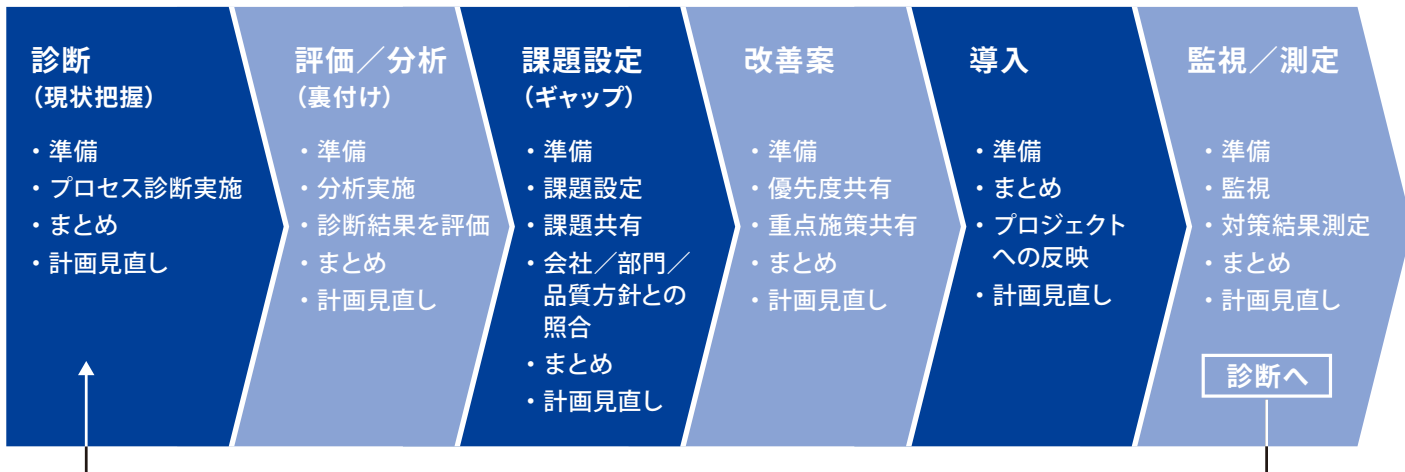 診断
(現状把握)
・準備
・プロセス診断実施
・まとめ
・計画見直し
評価／分析
(裏付け)
・準備
・分析実施
・診断結果を評価
・まとめ
・計画見直し
課題設定
(ギャップ)
・準備
・課題設定
・課題共有
・会社／部門／
品質方針との
照合
・まとめ
・計画見直し
改善案
・準備
・優先度共有
・重点施策共有
・まとめ
・計画見直し
導入
・準備
・まとめ
・プロジェクト
への反映
・計画見直し
監視／測定
・準備
・監視
・対策結果測定
・まとめ
・計画見直し
診断へ